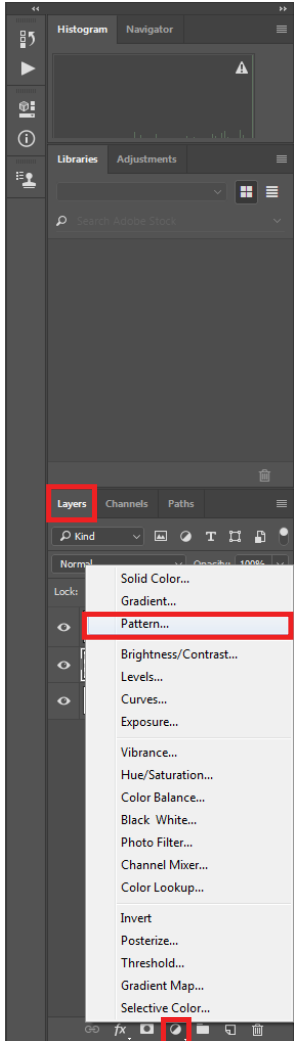 Histogram Navigator
Libraries Adjustments
Search Adobe Stock
Layers Channels Paths
Kind T
Normal Opacity: 100%
Lock:
Solid Color...
Gradient...
Pattern...
Brightness/Contrast...
Levels...
Curves...
Exposure...
Vibrance...
Hue/Saturation...
Color Balance...
Black White...
Photo Filter...
Channel Mixer...
Color Lookup...
Invert
Posterize...
Threshold...
Gradient Map...
Selective Color...
fx